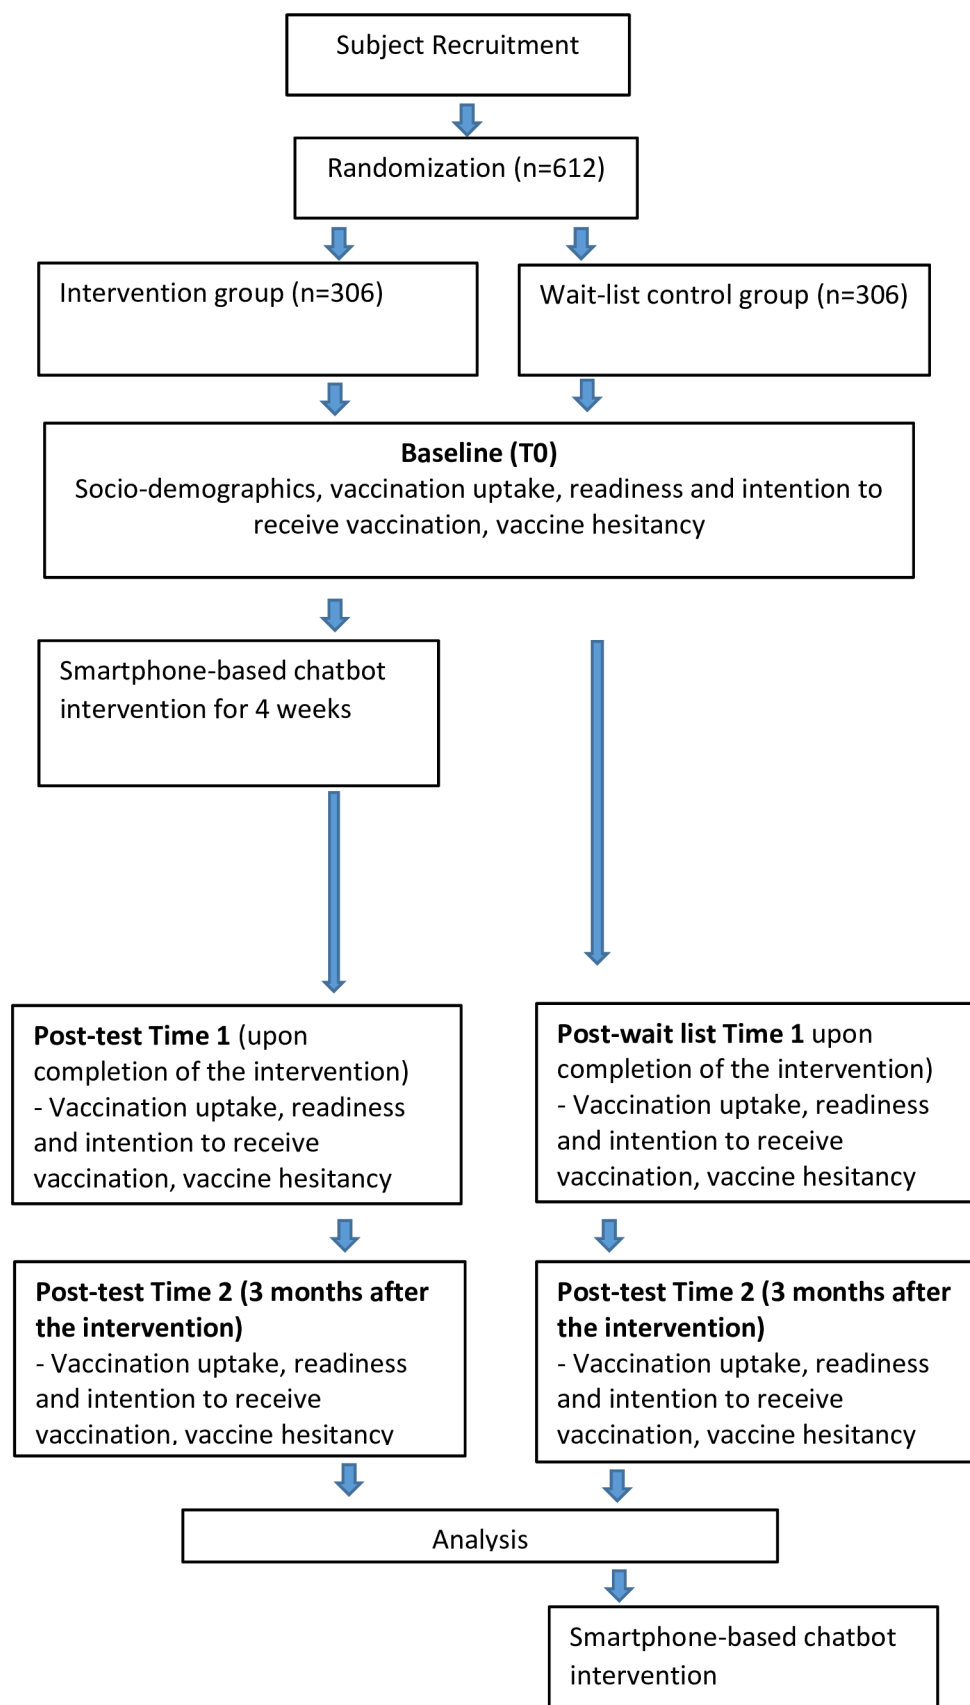 Subject Recruitment
Randomization (n=612)
Intervention group (n=306)
Wait-list control group (n=306)
Baseline (T0)
Socio-demographics, vaccination uptake, readiness and intention to
receive vaccination, vaccine hesitancy
Smartphone-based chatbot
intervention for 4 weeks
Post-test Time 1 (upon
completion of the intervention)
- Vaccination uptake, readiness
and intention to receive
vaccination, vaccine hesitancy
Post-wait list Time 1 upon
completion of the intervention)
- Vaccination uptake, readiness
and intention to receive
vaccination, vaccine hesitancy
Post-test Time 2 (3 months after
the intervention)
- Vaccination uptake, readiness
and intention to receive
vaccination, vaccine hesitancy
Post-test Time 2 (3 months after
the intervention)
- Vaccination uptake, readiness
and intention to receive
vaccination, vaccine hesitancy
Analysis
Smartphone-based chatbot
intervention